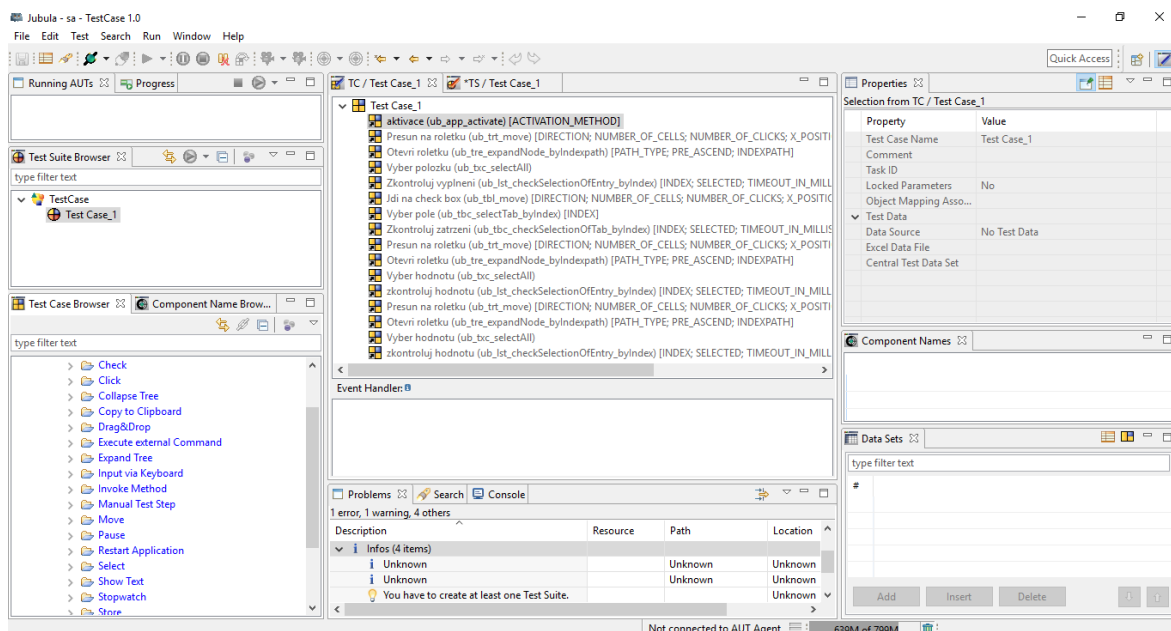 Jubula - sa - TestCase 1.0
File Edit Test Search Run Window Help
Quick Access
Running AUTs Progress
Test Suite Browser
type filter text
TestCase
Test Case_1
Test Case Browser Component Name Brow...
type filter text
Check
Click
Collapse Tree
Copy to Clipboard
Drag&Drop
Execute external Command
Expand Tree
Input via Keyboard
Invoke Method
Manual Test Step
Move
Pause
Restart Application
Select
Show Text
Stopwatch
Store
TC / Test Case_1 *TS / Test Case_1
Test Case_1
aktivace (ub_app_activate) [ACTIVATION_METHOD]
Presun na roletku (ub_trt_move) [DIRECTION; NUMBER_OF_CELLS; NUMBER_OF_CLICKS; X_POSITI
Otevri roletku (ub_tre_expandNode_byIndexpath) [PATH_TYPE; PRE_ASCEND; INDEXPATH]
Vyber polozku (ub_txc_selectAll)
Zkontroluj vyplneni (ub_lst_checkSelectionOfEntry_byIndex) [INDEX; SELECTED; TIMEOUT_IN_MILL
Jdi na check box (ub_tbl_move) [DIRECTION; NUMBER_OF_CELLS; NUMBER_OF_CLICKS; X_POSITI
Vyber pole (ub_tbc_selectTab_byIndex) [INDEX]
Zkontroluj zatrzeni (ub_tbc_checkSelectionOfTab_byIndex) [INDEX; SELECTED; TIMEOUT_IN_MILLIS
Presun na roletku (ub_trt_move) [DIRECTION; NUMBER_OF_CELLS; NUMBER_OF_CLICKS; X_POSITI
Otevri roletku (ub_tre_expandNode_byIndexpath) [PATH_TYPE; PRE_ASCEND; INDEXPATH]
Vyber hodnotu (ub_txc_selectAll)
zkontroluj hodnotu (ub_lst_checkSelectionOfEntry_byIndex) [INDEX; SELECTED; TIMEOUT_IN_MILL
Presun na roletku (ub_trt_move) [DIRECTION; NUMBER_OF_CELLS; NUMBER_OF_CLICKS; X_POSITI
Otevri roletku (ub_tre_expandNode_byIndexpath) [PATH_TYPE; PRE_ASCEND; INDEXPATH]
Vyber hodnotu (ub_txc_selectAll)
zkontroluj hodnotu (ub_lst_checkSelectionOfEntry_byIndex) [INDEX; SELECTED; TIMEOUT_IN_MILL
Event Handler:
Problems Search Console
1 error, 1 warning, 4 others
Description Resource Path Location
Infos (4 items)
Unknown Unknown Unknown
Unknown Unknown Unknown
You have to create at least one Test Suite. Unknown
Properties
Selection from TC / Test Case_1
Property Value
Test Case Name Test Case_1
Comment
Task ID
Locked Parameters No
Object Mapping Asso...
Test Data
Data Source No Test Data
Excel Data File
Central Test Data Set
Component Names
Data Sets
type filter text
#
Add Insert Delete
Not connected to AUT Agent 639M of 799M